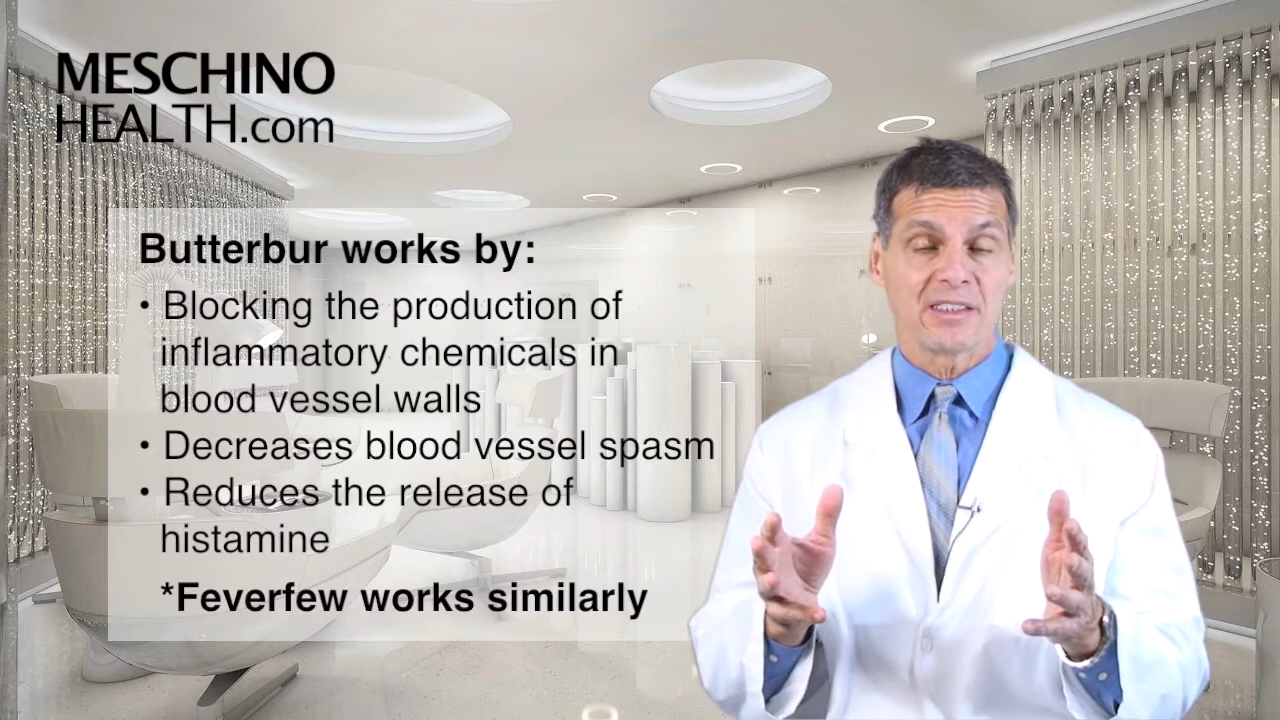 MESCHINO
HEALTH.com
Butterbur works by:
• Blocking the production of
inflammatory chemicals in
blood vessel walls
• Decreases blood vessel spasm
• Reduces the release of
histamine
*Feverfew works similarly